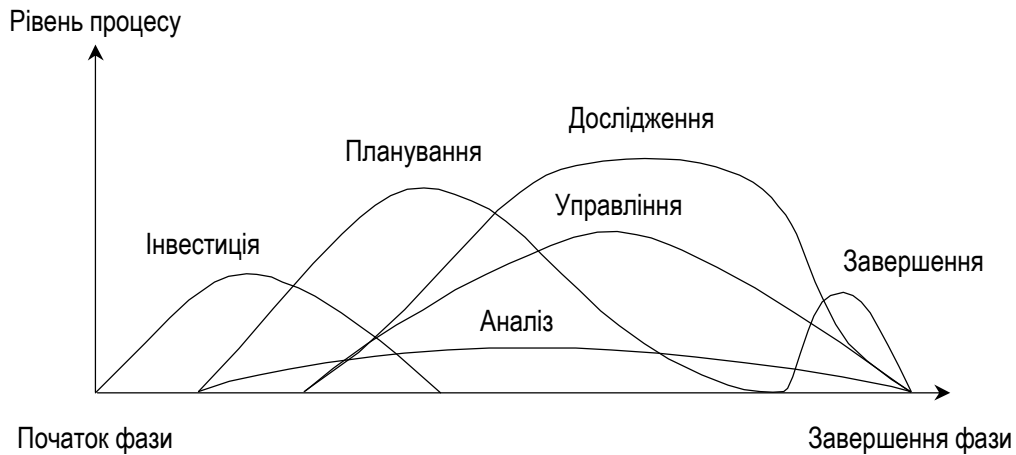 Рівень процесу
Дослідження
Планування
Управління
Інвестиція
Завершення
Аналіз
Початок фази
Завершення фази